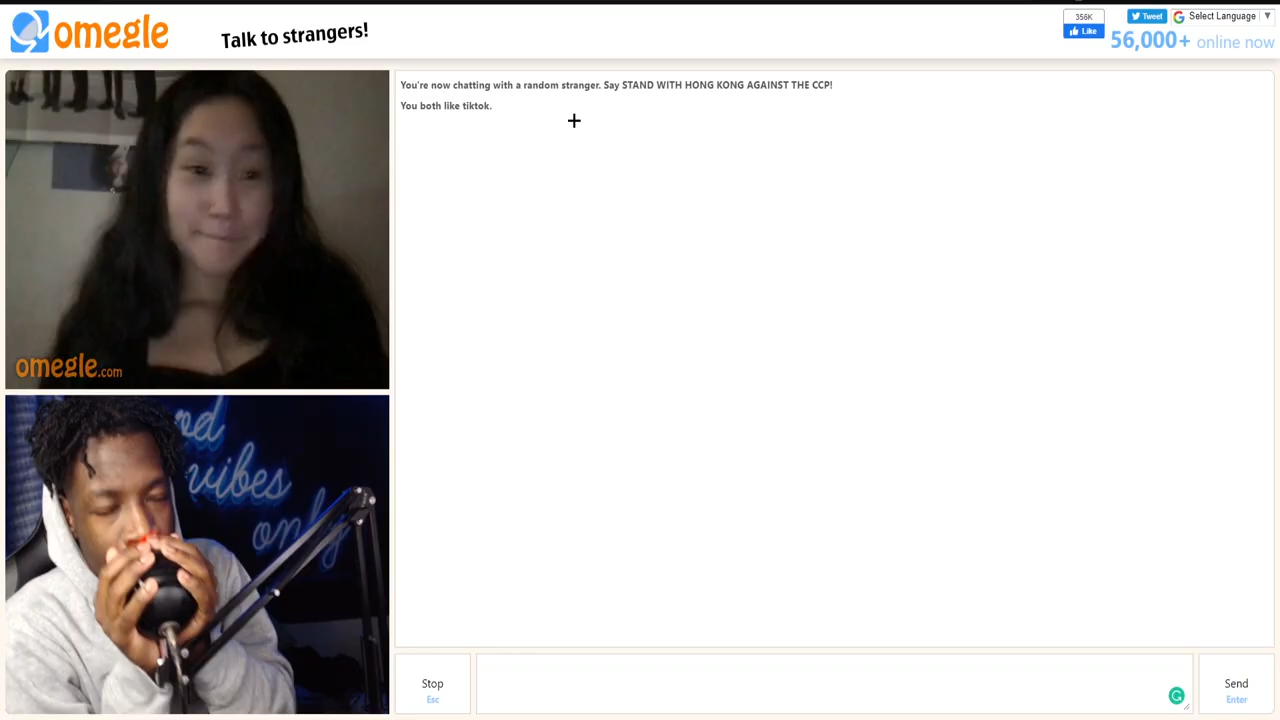 omegle
Talk to strangers!
356K
Like
Tweet
G Select Language ▼
56,000+ online now
You're now chatting with a random stranger. Say STAND WITH HONG KONG AGAINST THE CCP!
You both like tiktok.
omegle.com
vibes
only
Stop
Esc
Send
Enter